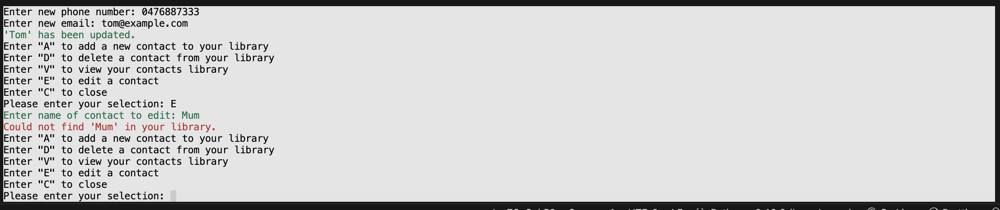 Enter new phone number: 0476887333
Enter new email: tom@example.com
'Tom' has been updated.
Enter "A" to add a new contact to your library
Enter "D" to delete a contact from your library
Enter "V" to view your contacts library
Enter "E" to edit a contact
Enter "C" to close
Please enter your selection: E
Enter name of contact to edit: Mum
Could not find 'Mum' in your library.
Enter "A" to add a new contact to your library
Enter "D" to delete a contact from your library
Enter "V" to view your contacts library
Enter "E" to edit a contact
Enter "C" to close
Please enter your selection: